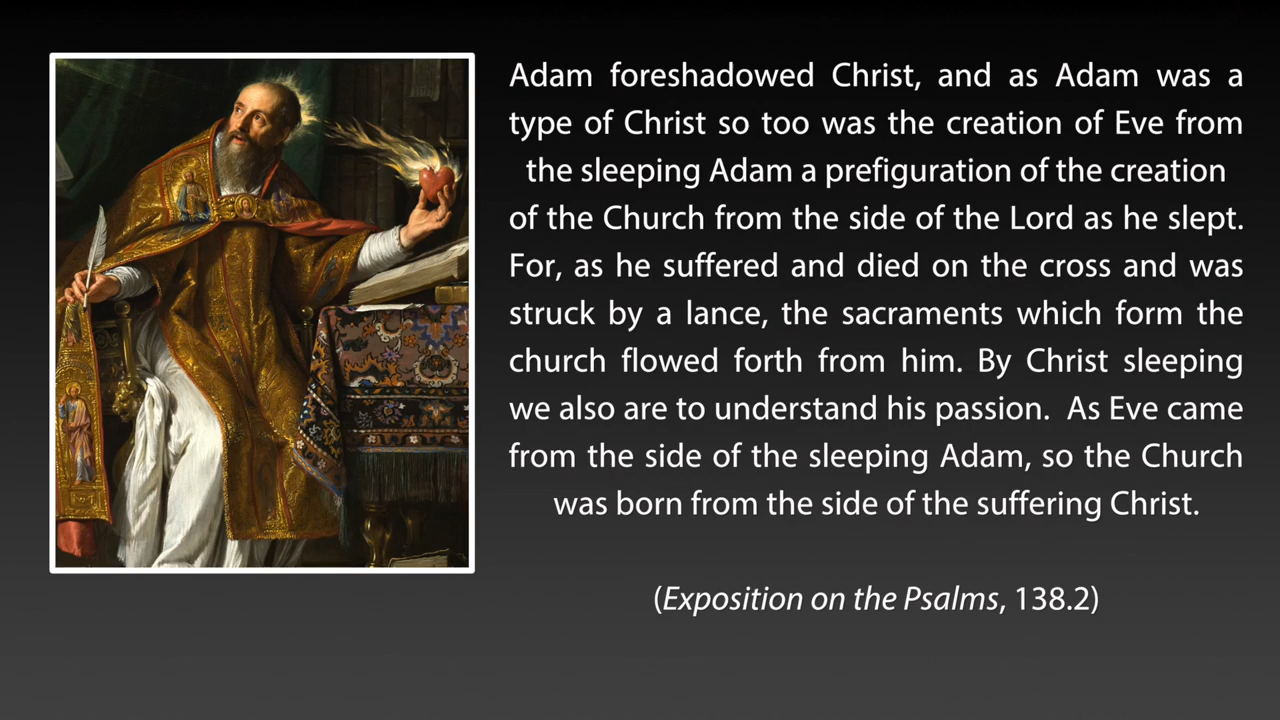 Adam foreshadowed Christ, and as Adam was a
type of Christ so too was the creation of Eve from
the sleeping Adam a prefiguration of the creation
of the Church from the side of the Lord as he slept.
For, as he suffered and died on the cross and was
struck by a lance, the sacraments which form the
church flowed forth from him. By Christ sleeping
we also are to understand his passion. As Eve came
from the side of the sleeping Adam, so the Church
was born from the side of the suffering Christ.
(Exposition on the Psalms, 138.2)